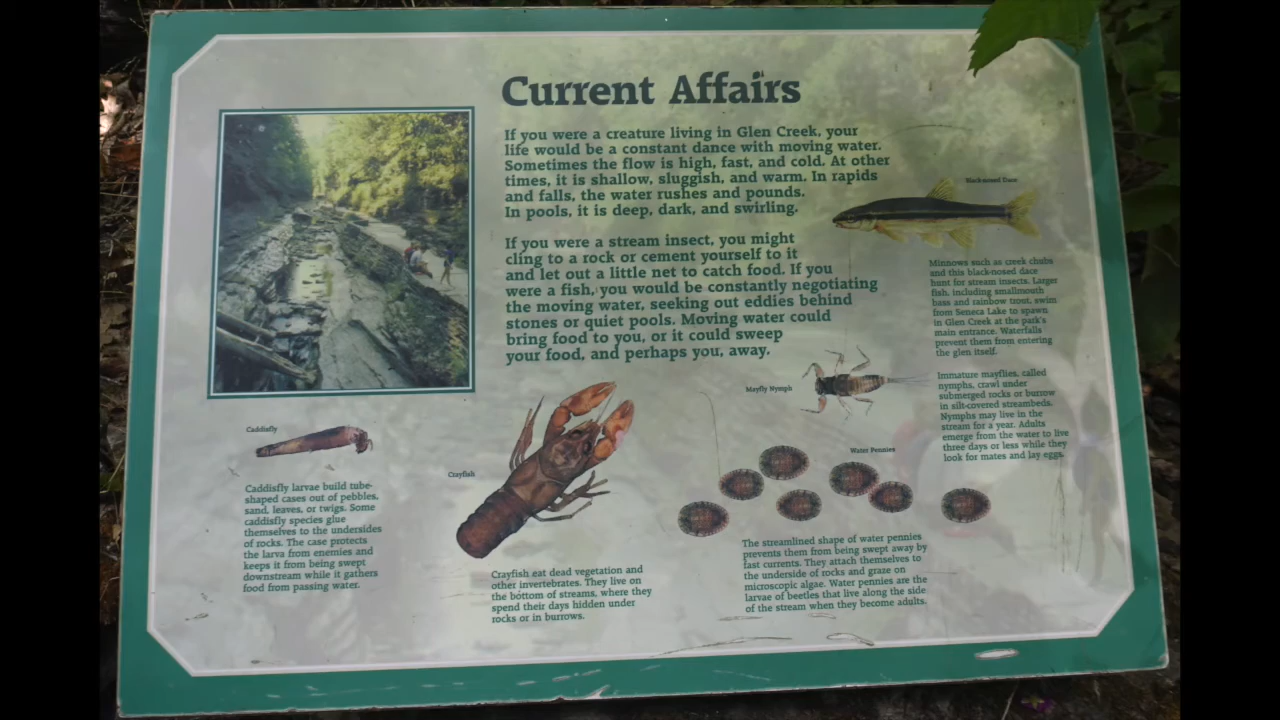 Current Affairs
If you were a creature living in Glen Creek, your
life would be a constant dance with moving water.
Sometimes the flow is high, fast, and cold. At other
times, it is shallow, sluggish, and warm. In rapids
and falls, the water rushes and pounds.
In pools, it is deep, dark, and swirling.
If you were a stream insect, you might
cling to a rock or cement yourself to it
and let out a little net to catch food. If you
were a fish, you would be constantly negotiating
the moving water, seeking out eddies behind
stones or quiet pools. Moving water could
bring food to you, or it could sweep
your food, and perhaps you, away.
Black-nosed Dace
Minnows such as creek chubs
and this black-nosed dace
hunt for stream insects. Larger
fish, including smallmouth
bass and rainbow trout, swim
from Seneca Lake to spawn
in Glen Creek at the park's
main entrance. Waterfalls
prevent them from entering
the glen itself.
Mayfly Nymph
Immature mayflies, called
nymphs, crawl under
submerged rocks or burrow
in silt-covered streambeds.
Nymphs may live in the
stream for a year. Adults
emerge from the water to live
three days or less while they
look for mates and lay eggs.
Caddisfly
Caddisfly larvae build tube-
shaped cases out of pebbles,
sand, leaves, or twigs. Some
caddisfly species glue
themselves to the undersides
of rocks. The case protects
the larva from enemies and
keeps it from being swept
downstream while it gathers
food from passing water.
Crayfish
Crayfish eat dead vegetation and
other invertebrates. They live on
the bottom of streams, where they
spend their days hidden under
rocks or in burrows.
Water Pennies
The streamlined shape of water pennies
prevents them from being swept away by
fast currents. They attach themselves to
the underside of rocks and graze on
microscopic algae. Water pennies are the
larvae of beetles that live along the side
of the stream when they become adults.